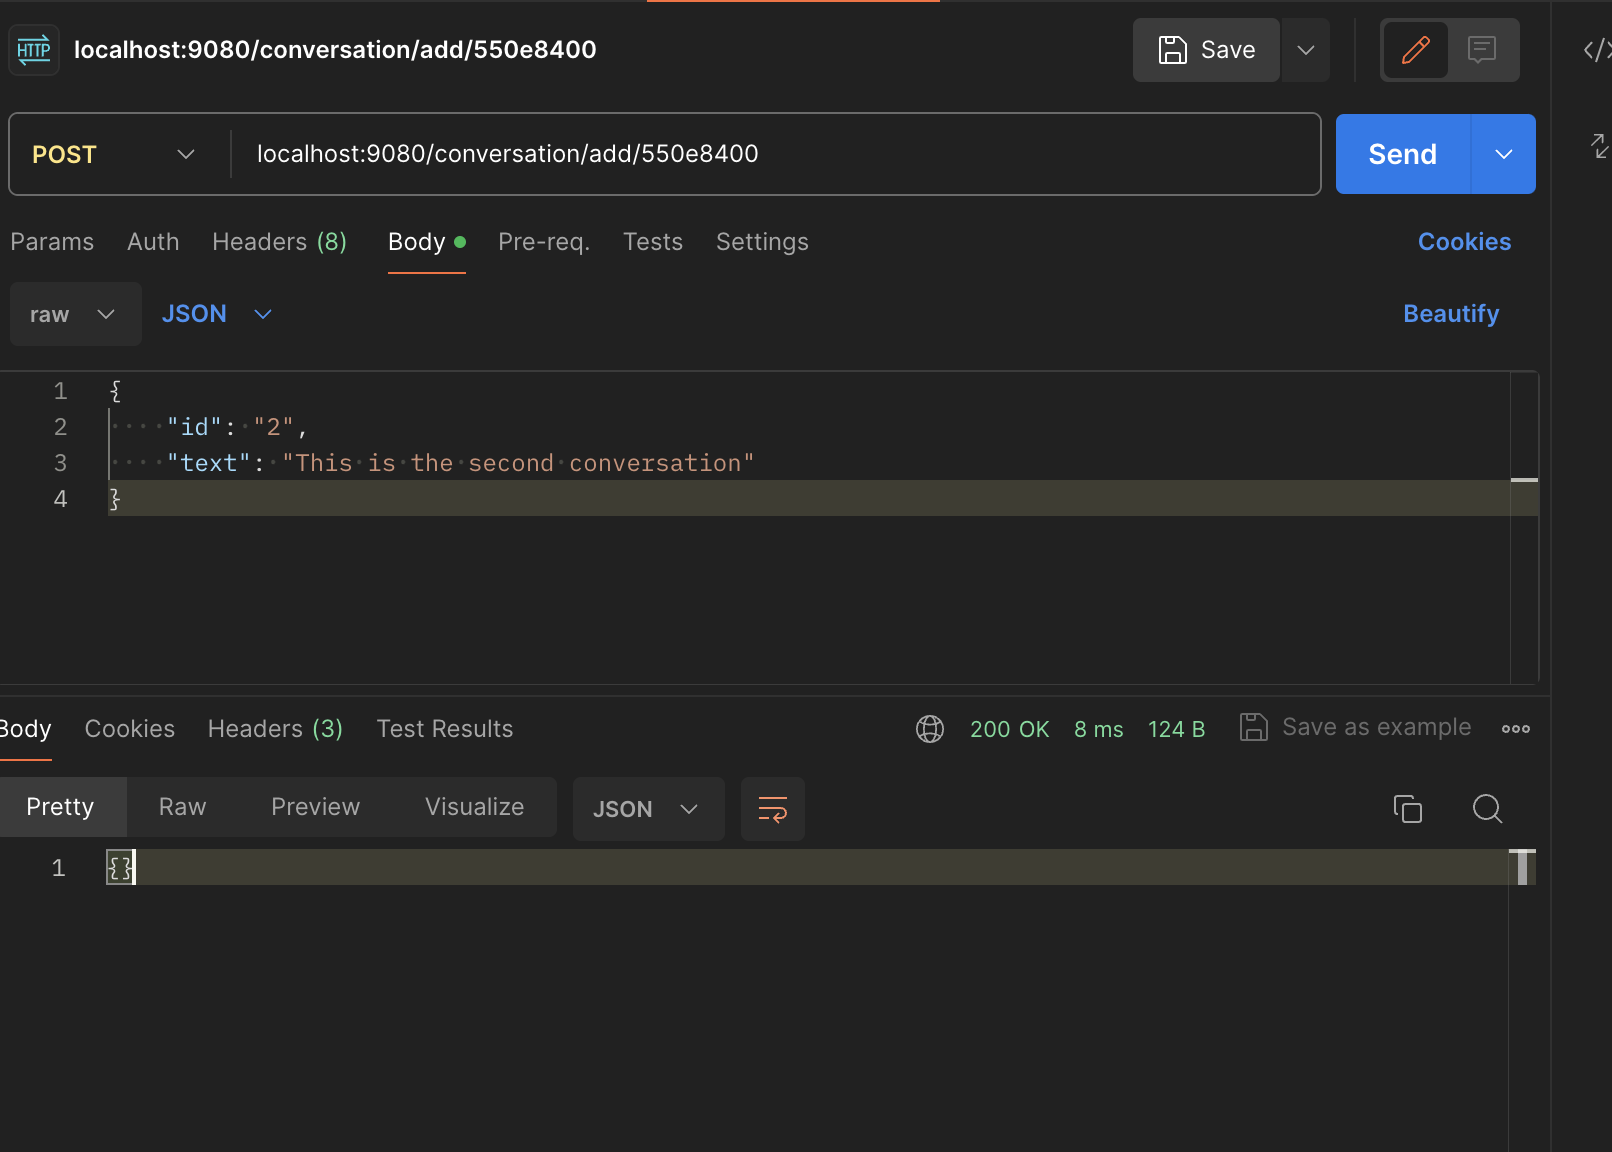 HTTP localhost:9080/conversation/add/550e8400 Save
POST localhost:9080/conversation/add/550e8400 Send
Params Auth Headers (8) Body Pre-req. Tests Settings Cookies
raw JSON Beautify
1 {
2 "id": "2",
3 "text": "This is the second conversation"
4 }
Body Cookies Headers (3) Test Results 200 OK 8 ms 124 B Save as example
Pretty Raw Preview Visualize JSON
1 {}